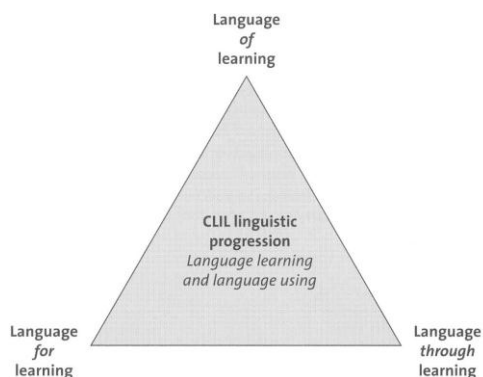 Language
of
learning
CLIL linguistic
progression
Language learning
and language using
Language
for
learning
Language
through
learning